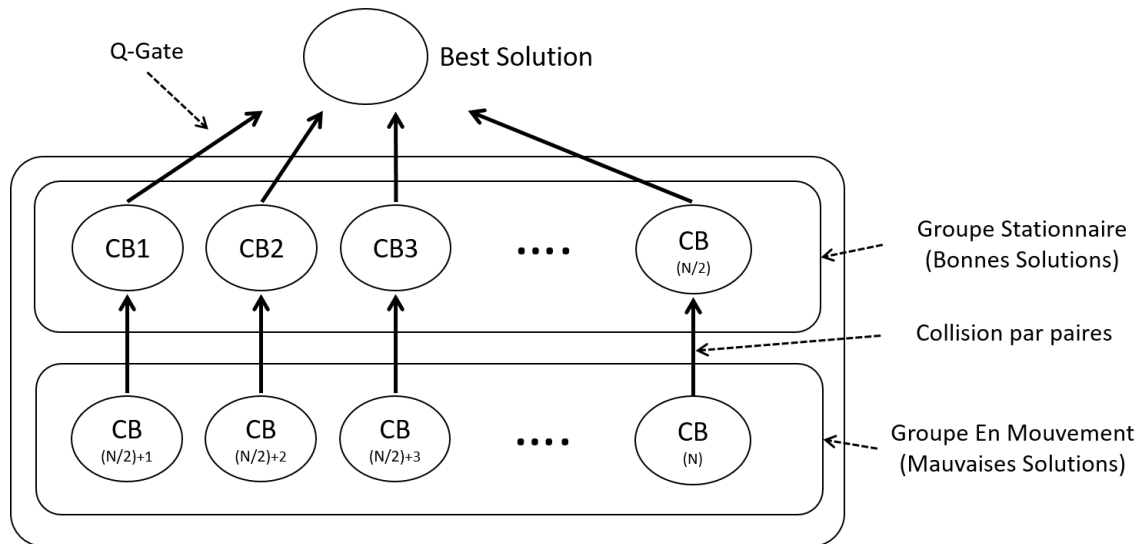 Q-Gate
Best Solution
CB1
CB2
CB3
....
CB
(N/2)
Groupe Stationnaire
(Bonnes Solutions)
Collision par paires
CB
(N/2)+1
CB
(N/2)+2
CB
(N/2)+3
....
CB
(N)
Groupe En Mouvement
(Mauvaises Solutions)